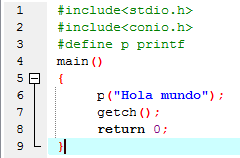 1 #include<stdio.h>
2 #include<conio.h>
3 #define p printf
4 main()
5 {
6 p("Hola mundo");
7 getch();
8 return 0;
9 }